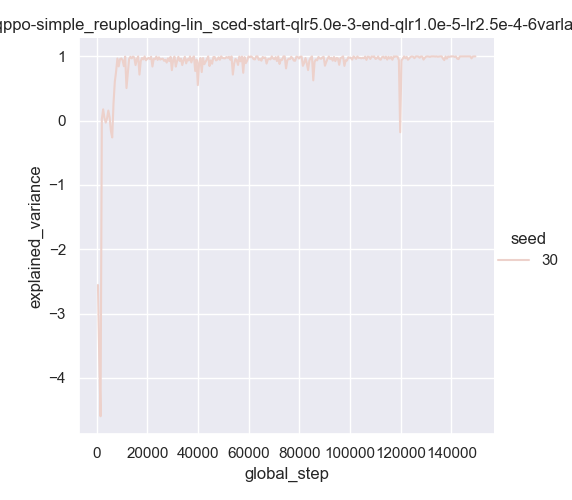 qppo-simple_reuploading-lin_sced-start-qlr5.0e-3-end-qlr1.0e-5-lr2.5e-4-6varla
1
0
−1
−2
−3
−4
explained_variance
0 20000 40000 60000 80000 100000 120000 140000
global_step
seed
30